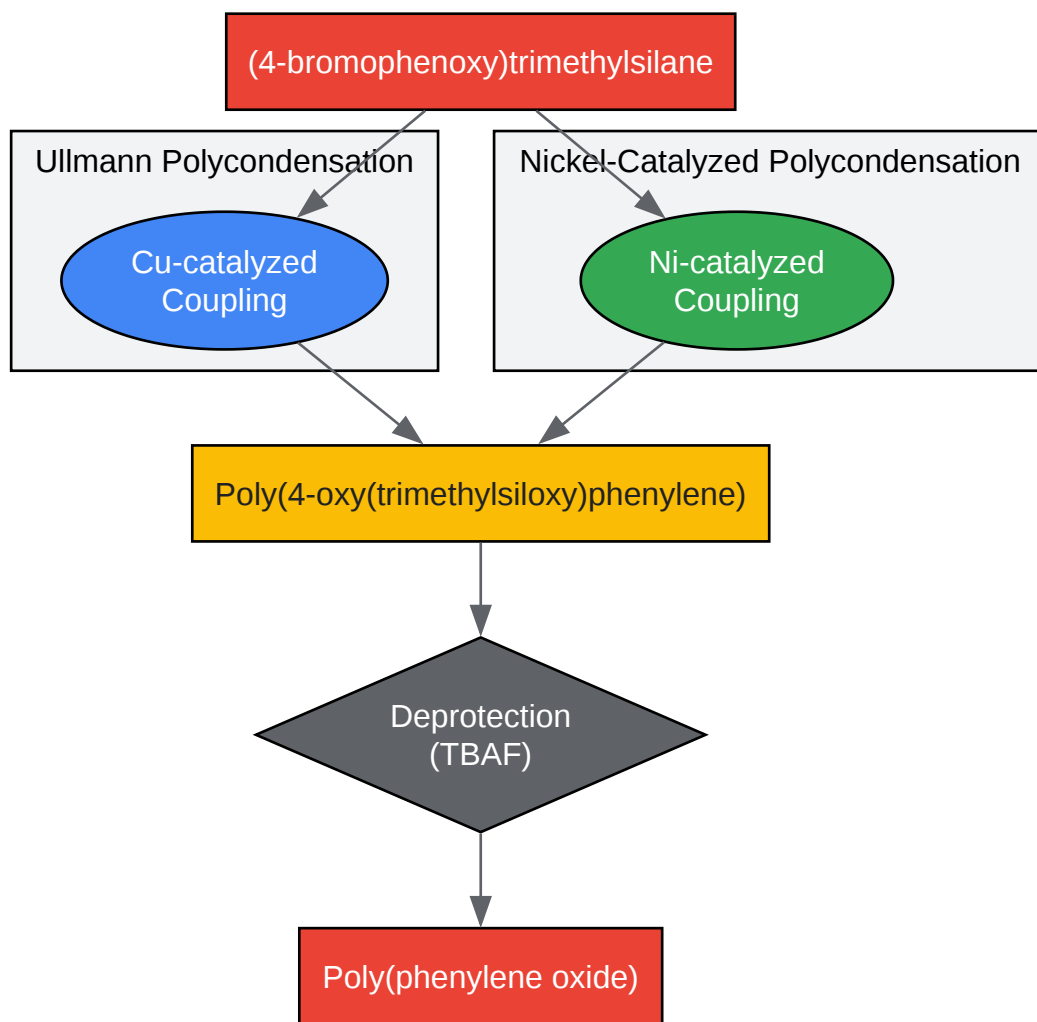 (4-bromophenoxy)trimethylsilane
Ullmann Polycondensation
Nickel-Catalyzed Polycondensation
Cu-catalyzed
Coupling
Ni-catalyzed
Coupling
Poly(4-oxy(trimethylsiloxy)phenylene)
Deprotection
(TBAF)
Poly(phenylene oxide)